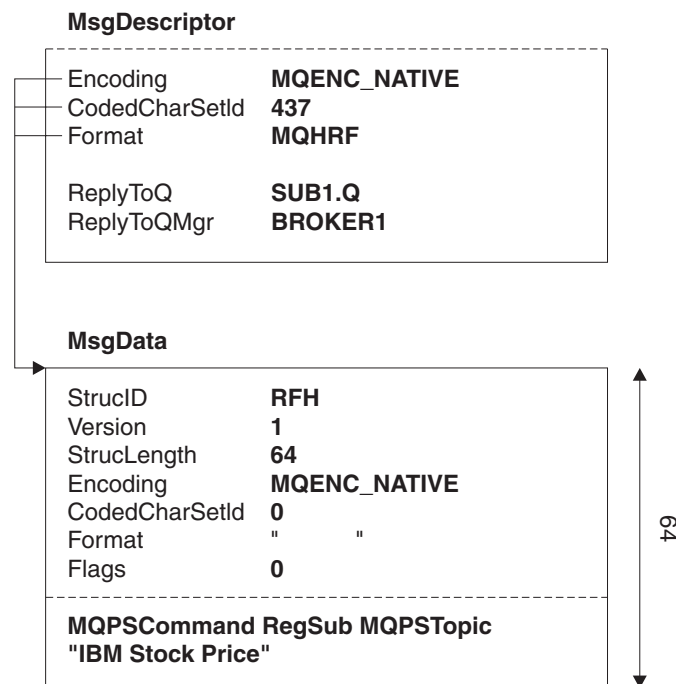 MsgDescriptor
Encoding MQENC_NATIVE
CodedCharSetId 437
Format MQHRF
ReplyToQ SUB1.Q
ReplyToQMgr BROKER1
MsgData
StrucID RFH
Version 1
StrucLength 64
Encoding MQENC_NATIVE
CodedCharSetId 0
Format " "
Flags 0
64
MQPSCommand RegSub MQPSTopic
"IBM Stock Price"